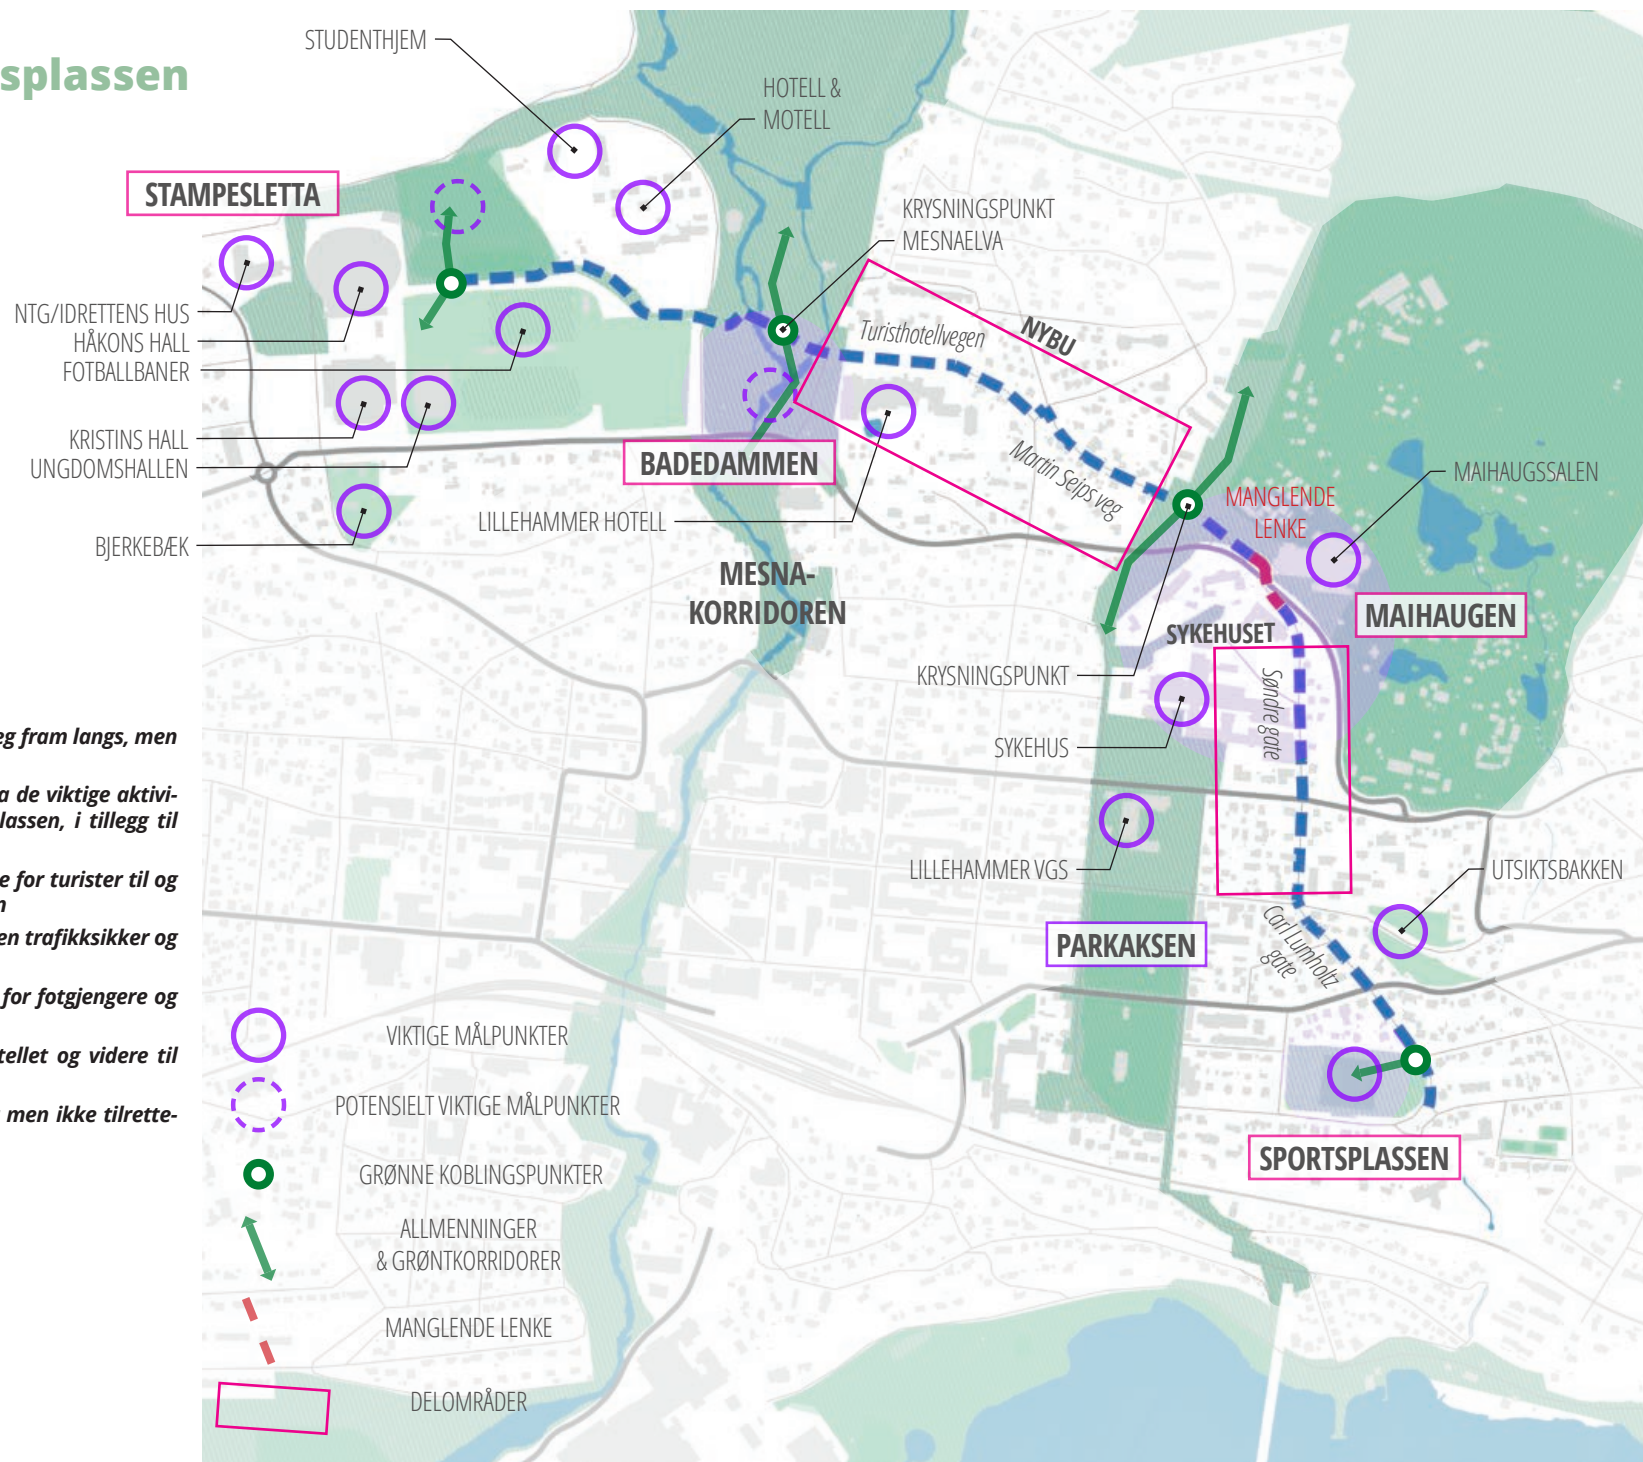 splassen
STUDENTHJEM
HOTELL &
MOTELL
STAMPESLETTA
KRYSNINGSPUNKT
MESNAELVA
NTG/IDRETTENS HUS
HÅKONS HALL
FOTBALLBANER
Turisthotellvegen
NYBU
KRISTINS HALL
UNGDOMSHALLEN
BADEDAMMEN
Martin Seips veg
MANGLENDE
LENKE
MAIHAUGSSALEN
LILLEHAMMER HOTELL
BJERKEBÆK
MESNA-
KORRIDOREN
MAIHAUGEN
SYKEHUSET
KRYSNINGSPUNKT
Søndre gate
SYKEHUS
eg fram langs, men
a de viktige aktivi-
lassen, i tillegg til
LILLEHAMMER VGS
UTSIKTSBAKKEN
e for turister til og
n
en trafikksikker og
PARKAKSEN
Carl Lumholtz
gate
for fotgjengere og
tellet og videre til
men ikke tilrette-
VIKTIGE MÅLPUNKTER
POTENSIELT VIKTIGE MÅLPUNKTER
SPORTSPLASSEN
GRØNNE KOBLINGSPUNKTER
ALLMENNINGER
& GRØNTKORRIDORER
MANGLENDE LENKE
DELOMRÅDER